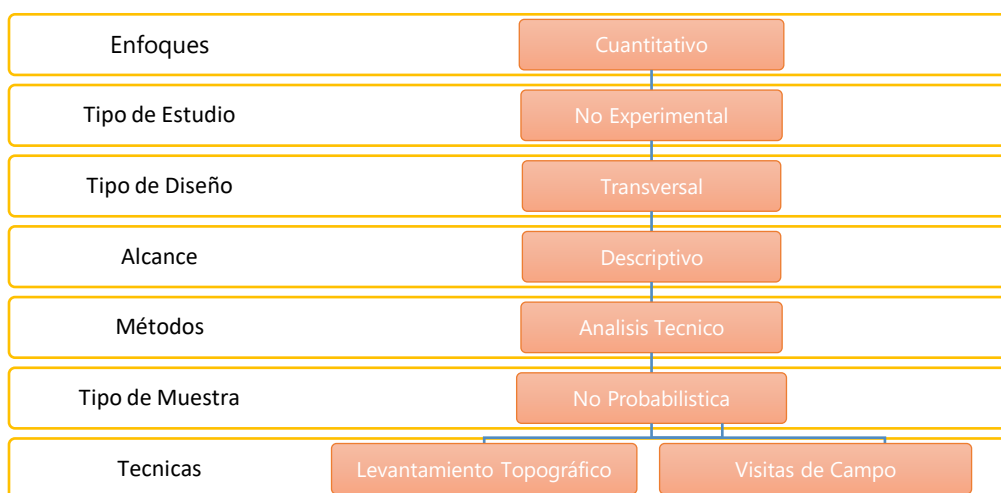 Enfoques
Cuantitativo
Tipo de Estudio
No Experimental
Tipo de Diseño
Transversal
Alcance
Descriptivo
Métodos
Analisis Tecnico
Tipo de Muestra
No Probabilistica
Tecnicas
Levantamiento Topográfico
Visitas de Campo